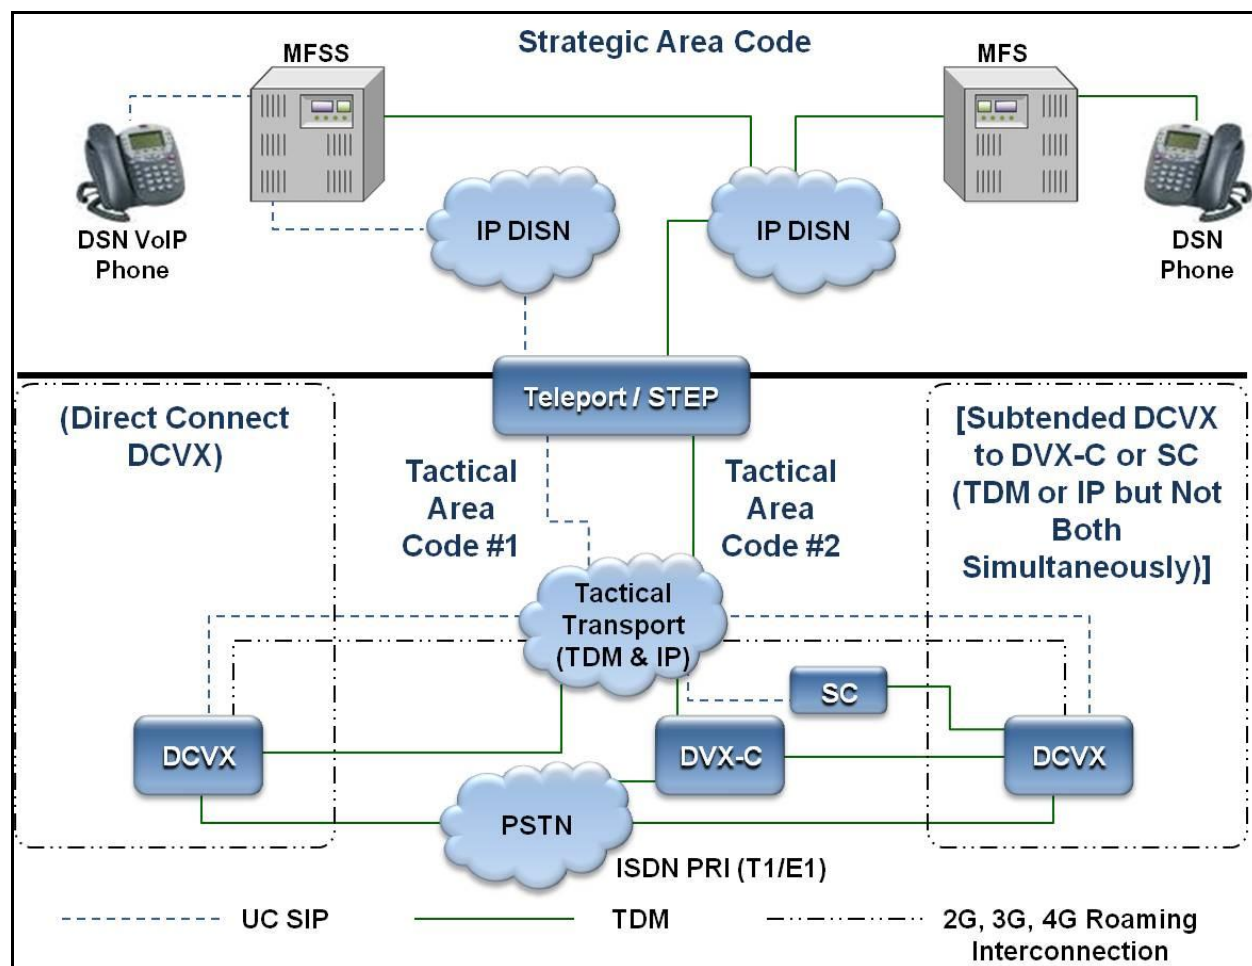 Strategic Area Code
MFSS
MFS
IP DISN
IP DISN
DSN VoIP
Phone
DSN
Phone
Teleport / STEP
(Direct Connect
DCVX)
[Subtended DCVX
to DVX-C or SC
(TDM or IP but Not
Both
Simultaneously)]
Tactical
Area
Code #1
Tactical
Area
Code #2
Tactical
Transport
(TDM & IP)
SC
DCVX
DVX-C
DCVX
PSTN
ISDN PRI (T1/E1)
UC SIP
TDM
2G, 3G, 4G Roaming
Interconnection